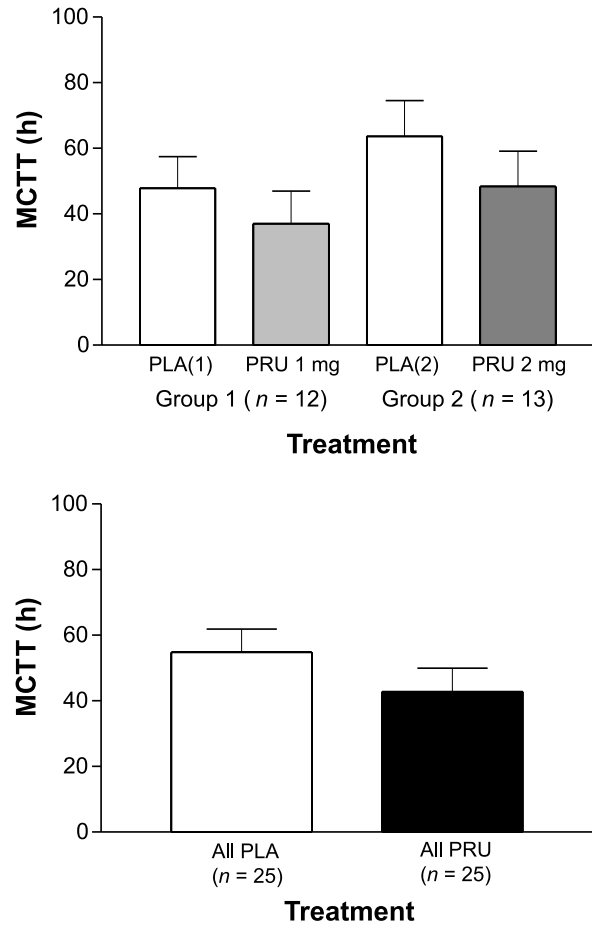 MCTT (h)
100
80
60
40
20
0
PLA(1) PRU 1 mg PLA(2) PRU 2 mg
Group 1 ( n = 12) Group 2 ( n = 13)
Treatment
MCTT (h)
100
80
60
40
20
0
All PLA All PRU
(n = 25) (n = 25)
Treatment